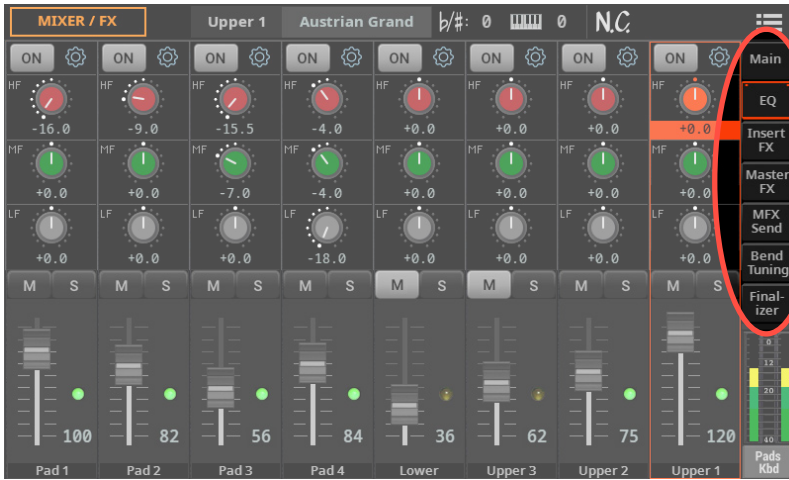 MIXER / FX Upper 1 Austrian Grand ♭/#: 0 0 N.C.
ON ON ON ON ON ON ON ON Main
HF HF HF HF HF HF HF HF EQ
-16.0 -9.0 -15.5 -4.0 +0.0 +0.0 +0.0 +0.0
Insert
FX
MF MF MF MF MF MF MF MF
+0.0 +0.0 -7.0 -4.0 +0.0 +0.0 +0.0 +0.0
Master
FX
LF LF LF LF LF LF LF LF
+0.0 +0.0 +0.0 -18.0 +0.0 +0.0 +0.0 +0.0
MFX
Send
Bend
Tuning
M S M S M S M S M S M S M S M S
Final-
izer
0
12
20
40
100 82 56 84 36 62 75 120
Pad 1 Pad 2 Pad 3 Pad 4 Lower Upper 3 Upper 2 Upper 1
Pads
Kbd